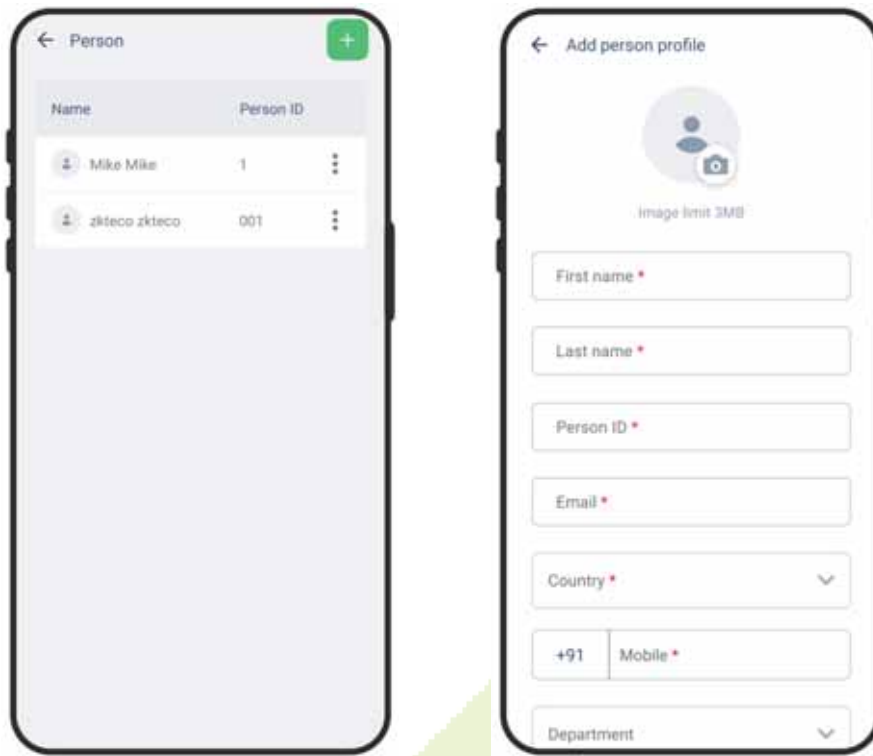 Person
Name Person ID
Mike Mike 1
zkteco zkteco 001
Add person profile
Image limit 3MB
First name *
Last name *
Person ID *
Email *
Country *
+91 Mobile *
Department